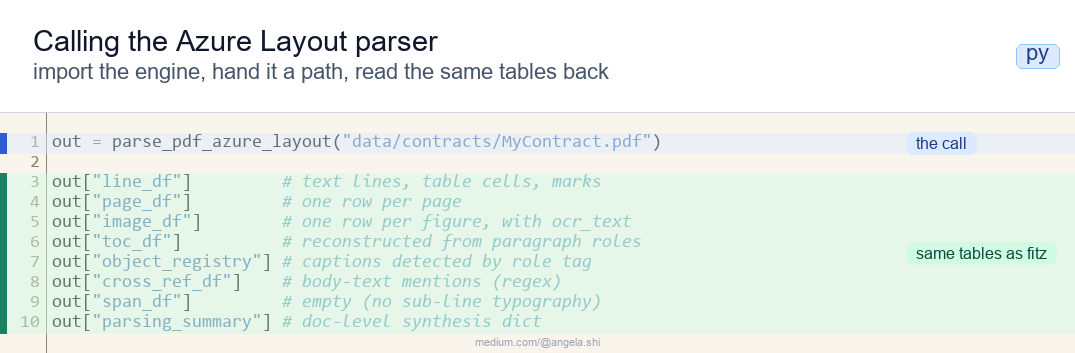 Calling the Azure Layout parser
import the engine, hand it a path, read the same tables back
py
1 out = parse_pdf_azure_layout("data/contracts/MyContract.pdf") the call
2
3 out["line_df"] # text lines, table cells, marks
4 out["page_df"] # one row per page
5 out["image_df"] # one row per figure, with ocr_text
6 out["toc_df"] # reconstructed from paragraph roles
7 out["object_registry"] # captions detected by role tag same tables as fitz
8 out["cross_ref_df"] # body-text mentions (regex)
9 out["span_df"] # empty (no sub-line typography)
10 out["parsing_summary"] # doc-level synthesis dict
medium.com/@angela.shi